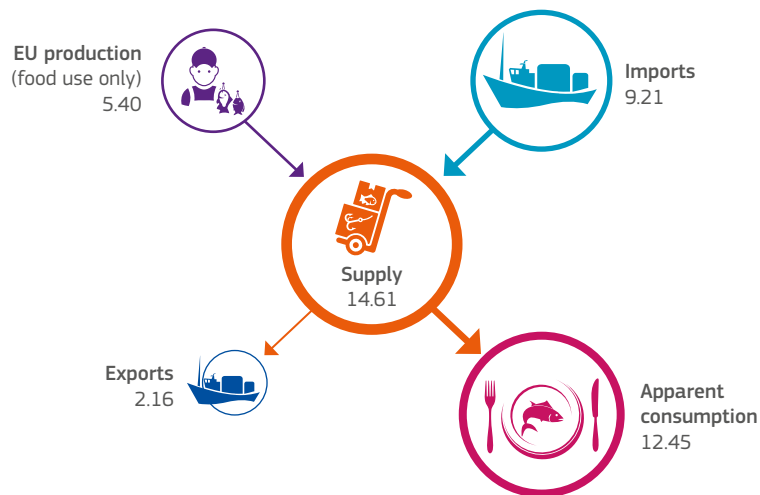 EU production
(food use only)
5.40
Imports
9.21
Supply
14.61
Exports
2.16
Apparent
consumption
12.45